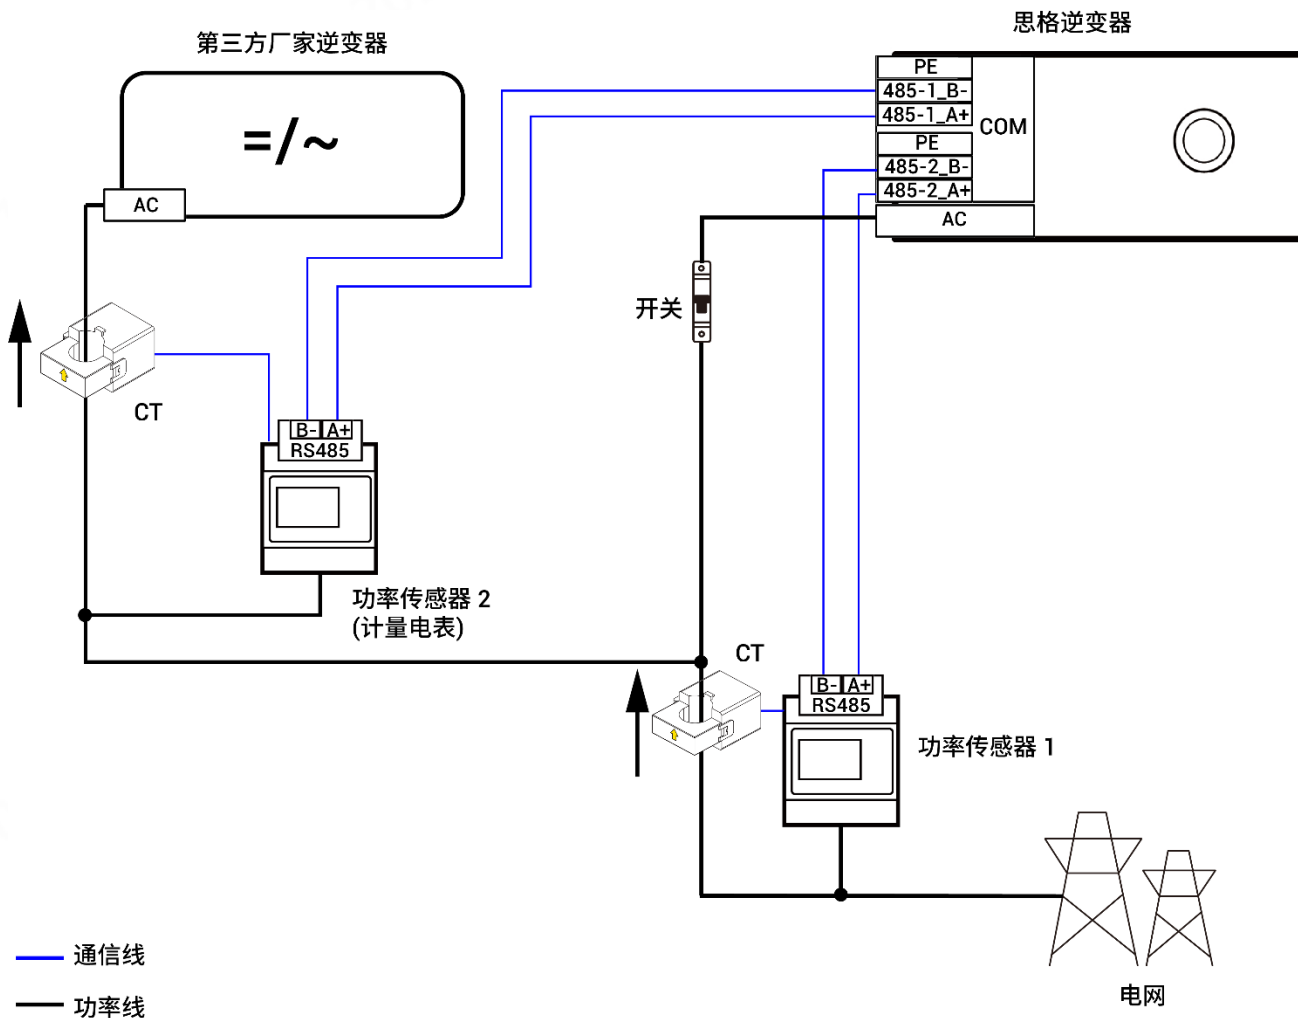 思格逆变器
第三方厂家逆变器
PE
485-1_B-
485-1_A+
COM
PE
485-2_B-
485-2_A+
AC
=/~
AC
开关
CT
B- A+
RS485
功率传感器 2
(计量电表)
CT
B- A+
RS485
功率传感器 1
通信线
电网
功率线